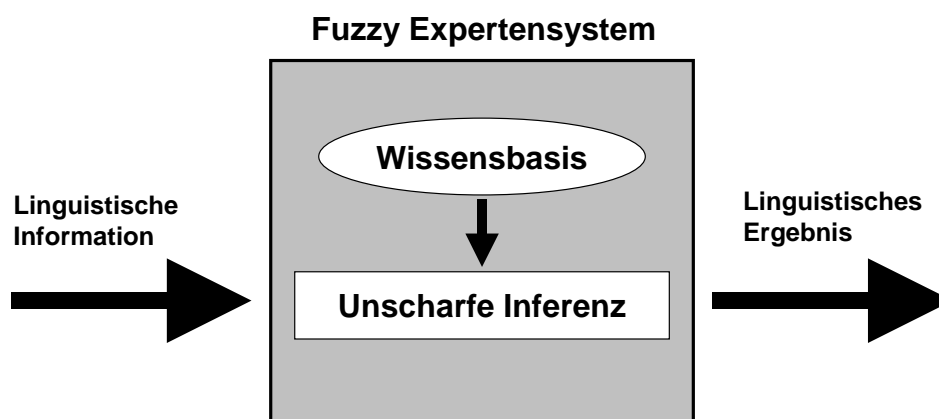 Fuzzy Expertensystem
Wissensbasis
Linguistische
Information
Unscharfe Inferenz
Linguistisches
Ergebnis